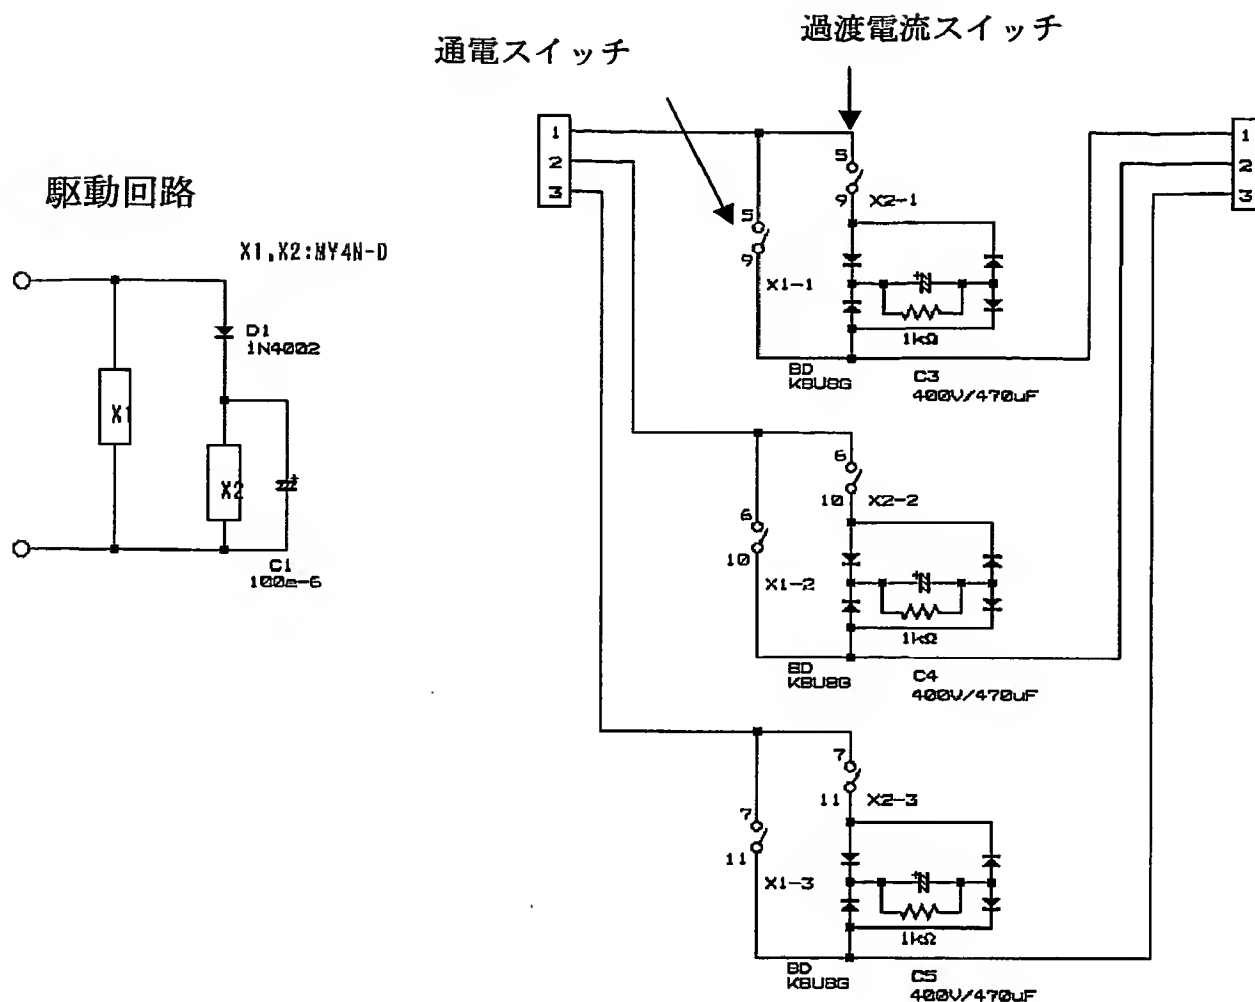 通電スイッチ
過渡電流スイッチ
駆動回路
X1,X2:MY4N-D
D1
1N4002
X1
X2
C1
100e-6
1
2
3
1
2
3
5
9
X1-1
5
9
X2-1
1kΩ
BD
KBU8G
C3
400V/470uF
6
10
X1-2
6
10
X2-2
1kΩ
BD
KBU8G
C4
400V/470uF
7
11
X1-3
7
11
X2-3
1kΩ
BD
KBU8G
C5
400V/470uF